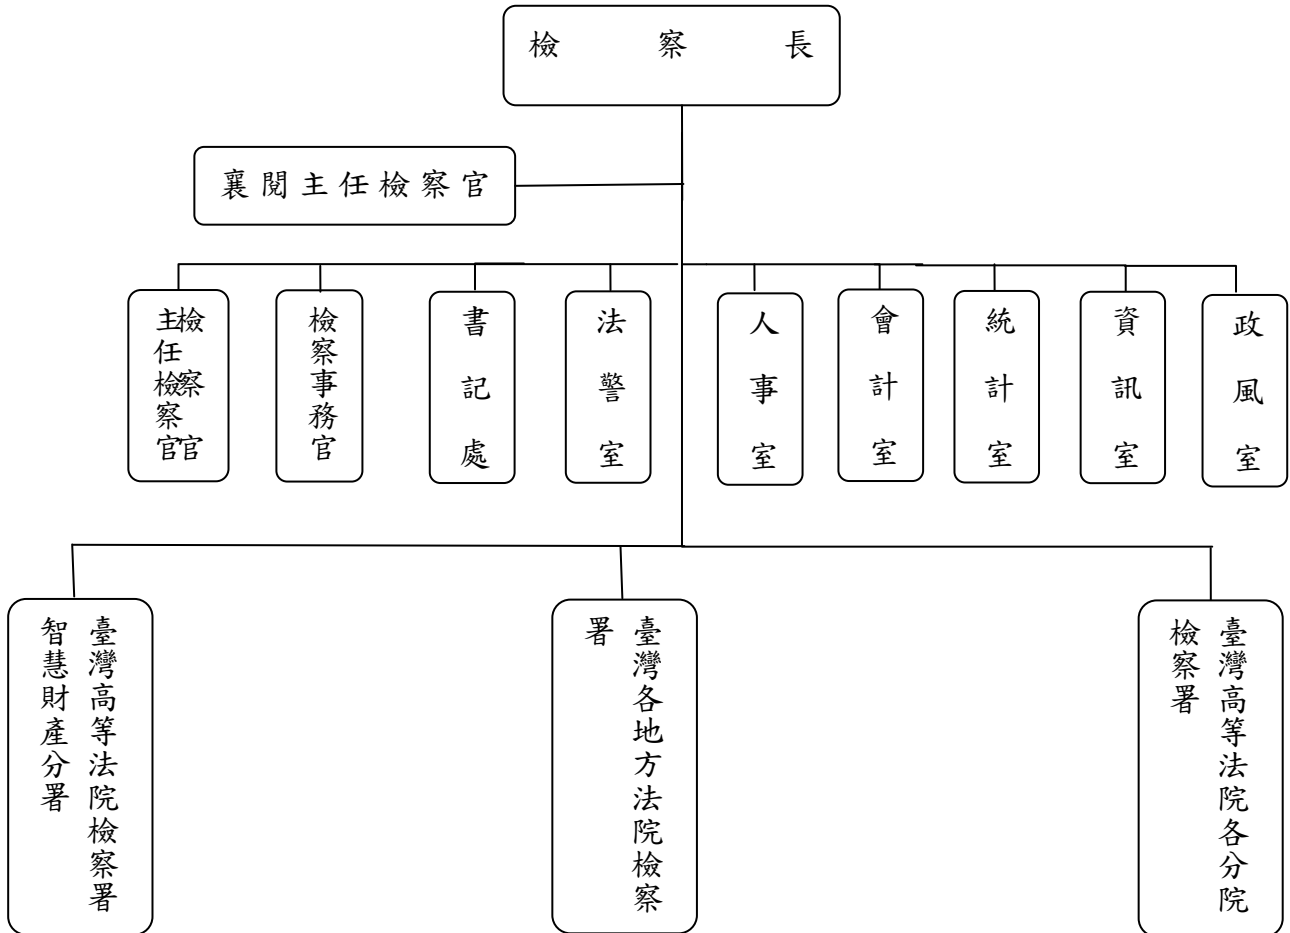 檢察長
襄閱主任檢察官
主任檢察官
檢察官
檢察事務官
書記處
法警室
人事室
會計室
統計室
資訊室
政風室
臺灣高等法院檢察署
智慧財產分署
臺灣各地方法院檢察
署
臺灣高等法院各分院
檢察署